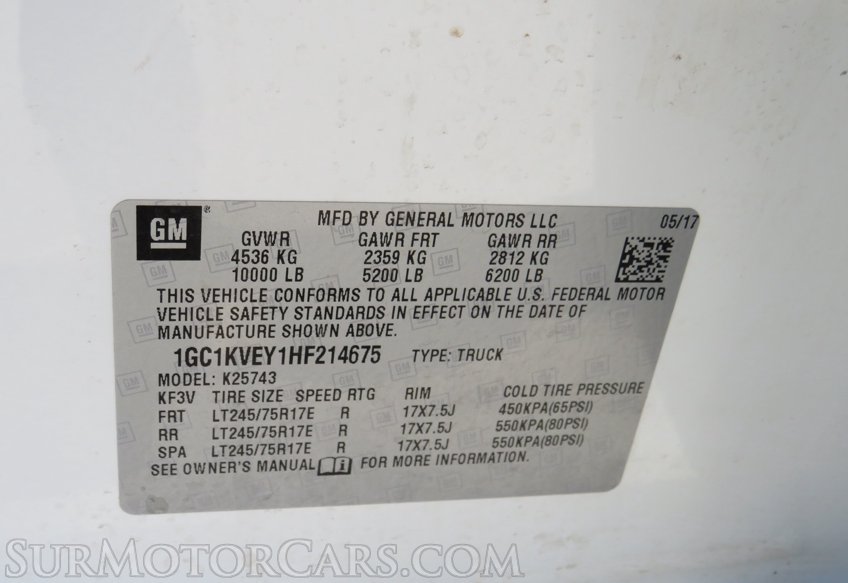 GM® MFD BY GENERAL MOTORS LLC 05/17
GVWR GAWR FRT GAWR RR
4536 KG 2359 KG 2812 KG
10000 LB 5200 LB 6200 LB
THIS VEHICLE CONFORMS TO ALL APPLICABLE U.S. FEDERAL MOTOR
VEHICLE SAFETY STANDARDS IN EFFECT ON THE DATE OF
MANUFACTURE SHOWN ABOVE.
1GC1KVEY1HF214675 TYPE: TRUCK
MODEL: K25743
KF3V TIRE SIZE SPEED RTG RIM COLD TIRE PRESSURE
FRT LT245/75R17E R 17X7.5J 450KPA(65PSI)
RR LT245/75R17E R 17X7.5J 550KPA(80PSI)
SPA LT245/75R17E R 17X7.5J 550KPA(80PSI)
SEE OWNER'S MANUAL FOR MORE INFORMATION.
SurMotorCars.com